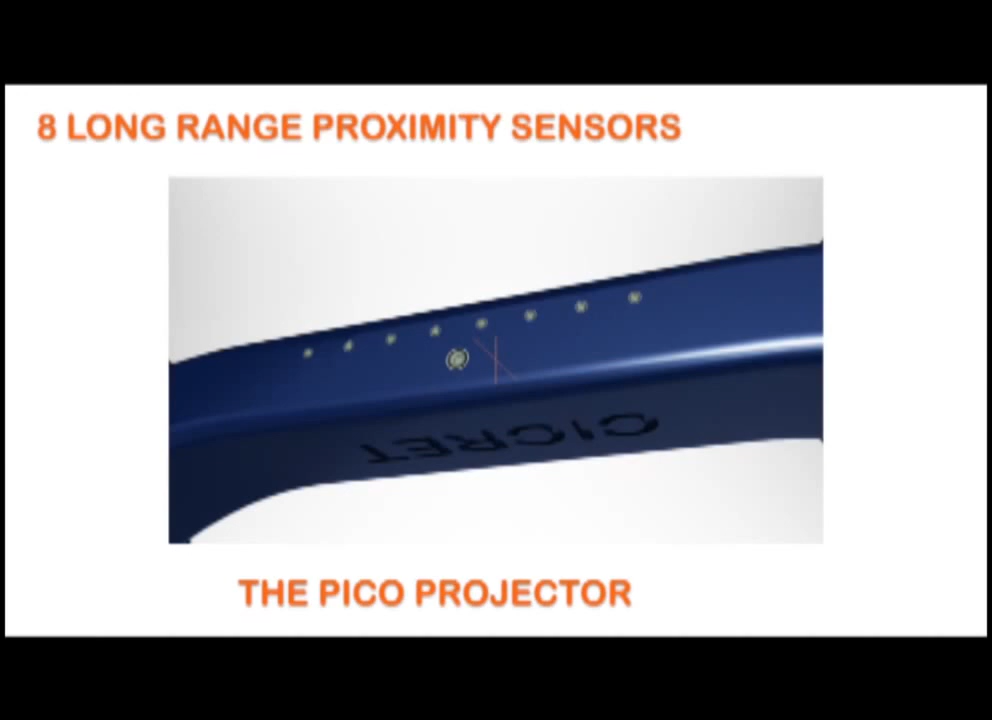 8 LONG RANGE PROXIMITY SENSORS
CICRET
THE PICO PROJECTOR